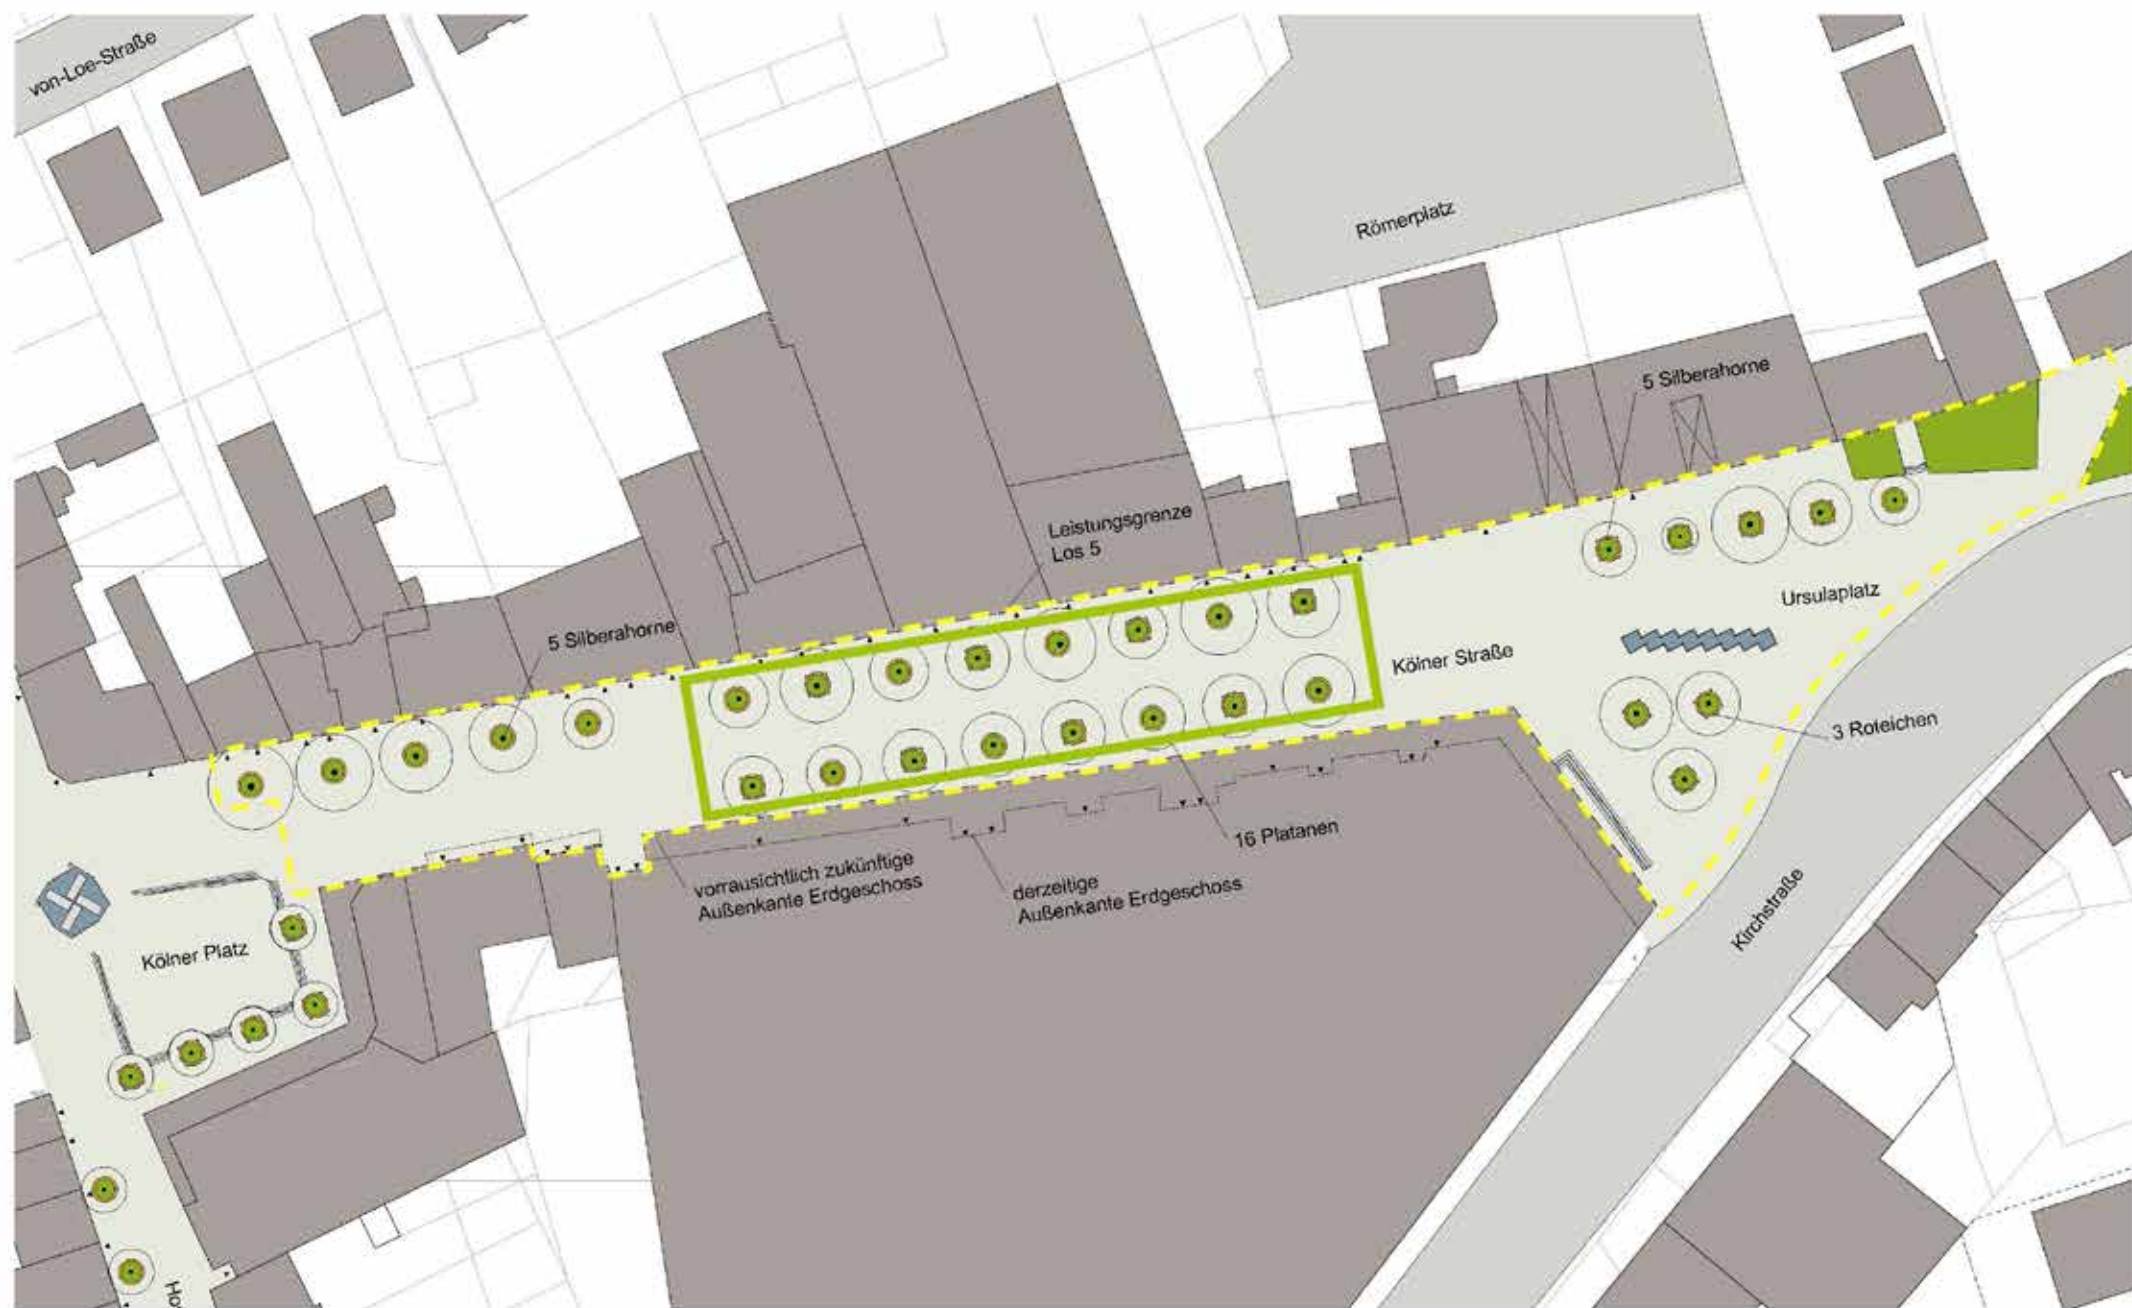 von-Loe-Straße
Römerplatz
5 Silberahorne
Leistungsgrenze
Los 5
5 Silberahorne
Ursulaplatz
Kölner Straße
3 Roteichen
16 Platanen
vorrausichtlich zukünftige
Außenkante Erdgeschoss
derzeitige
Außenkante Erdgeschoss
Kirchstraße
Kölner Platz